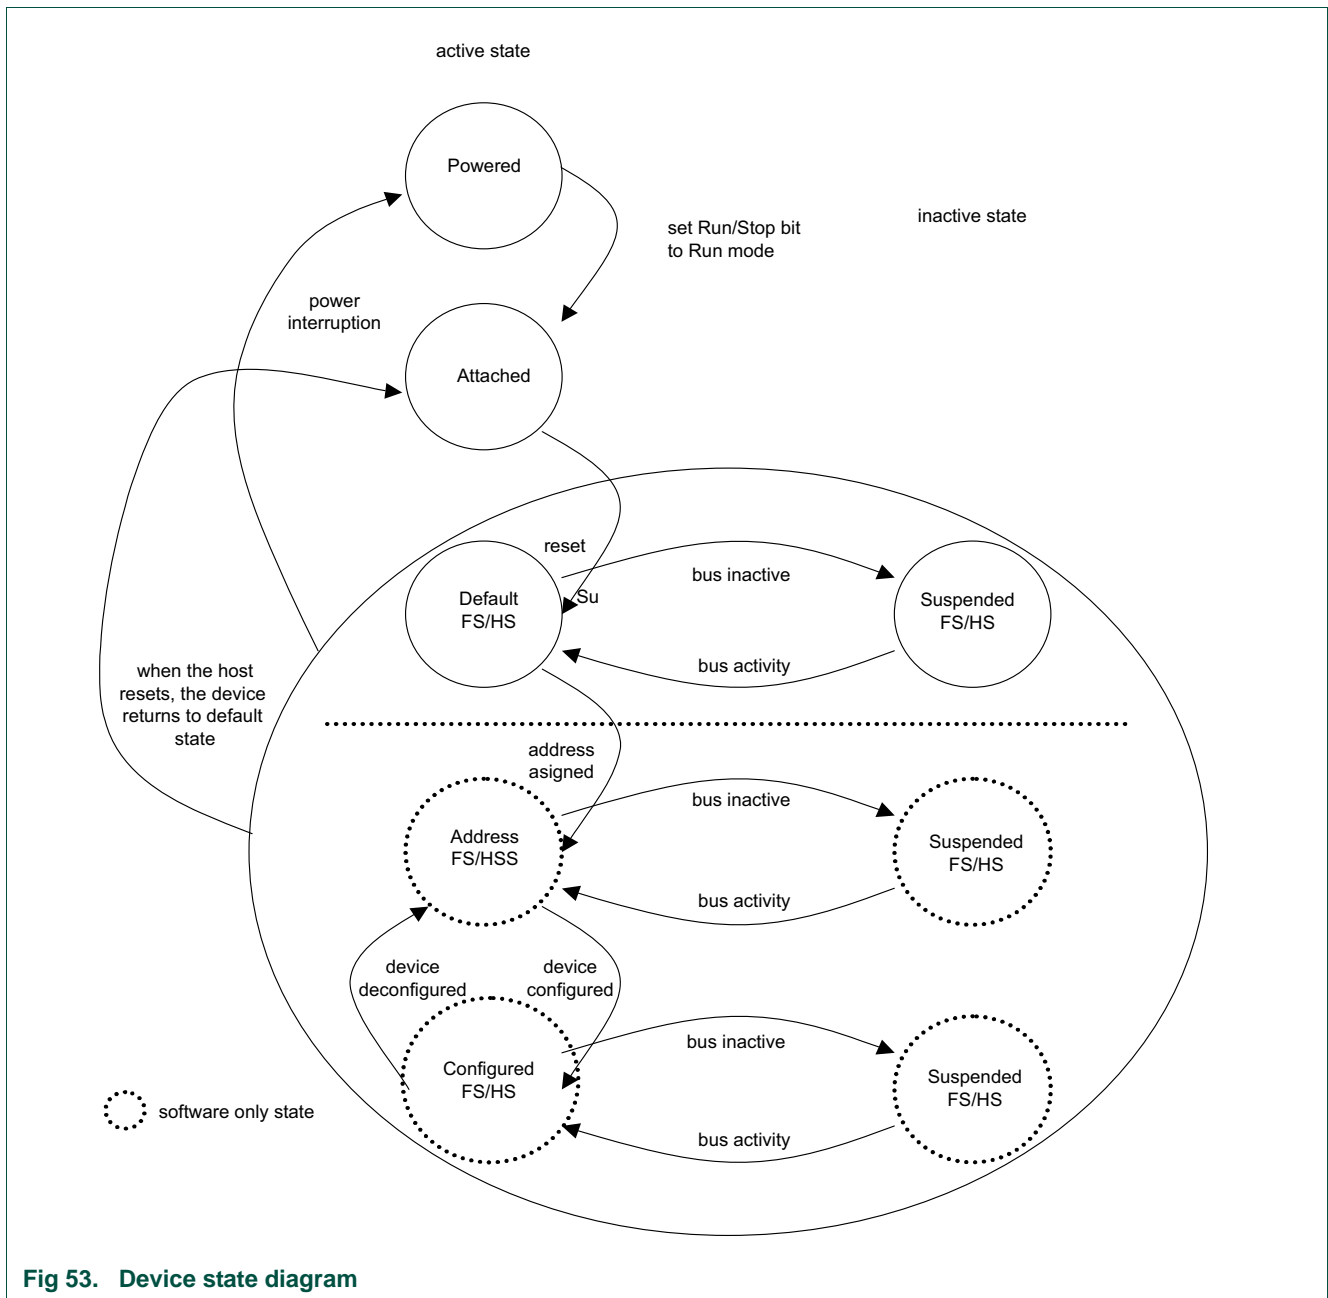 active state
Powered
inactive state
set Run/Stop bit
to Run mode
power
interruption
Attached
reset
bus inactive
Su
Default
FS/HS
Suspended
FS/HS
bus activity
when the host
resets, the device
returns to default
state
address
asigned
bus inactive
Address
FS/HSS
Suspended
FS/HS
bus activity
device
deconfigured
device
configured
bus inactive
Configured
FS/HS
Suspended
FS/HS
software only state
bus activity
Fig 53. Device state diagram